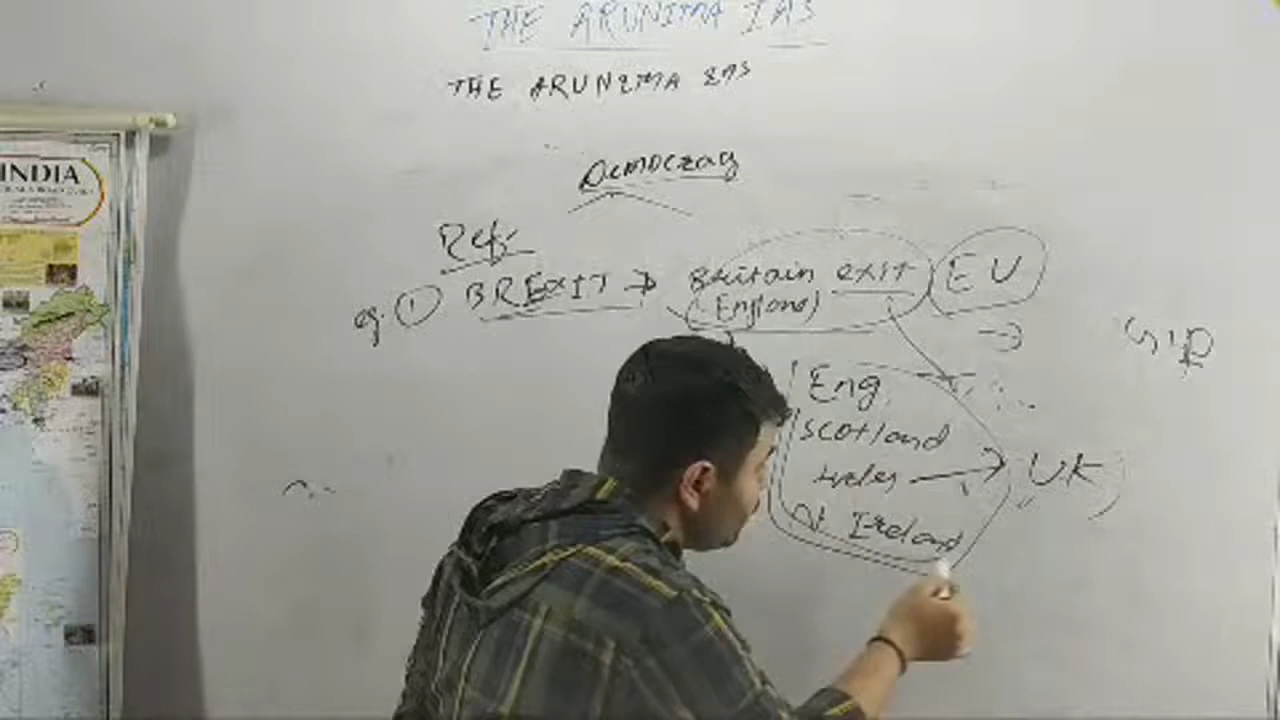 THE ARUNIMA IAS
THE ARUNIMA IAS
Democracy
Ref
eg. ① BREXIT → Britain exit EU
(England)
Eng
Scotland
Wales → UK
N Ireland
INDIA